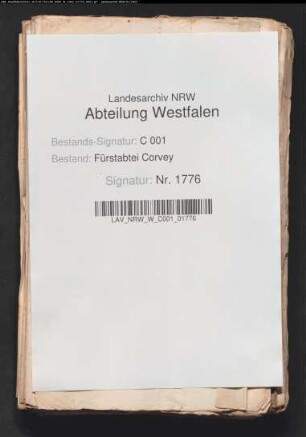 Landesarchiv NRW
Abteilung Westfalen
Bestands-Signatur: C 001
Bestand: Fürstabtei Corvey
Signatur: Nr. 1776
LAV_NRW_W_C001_01776